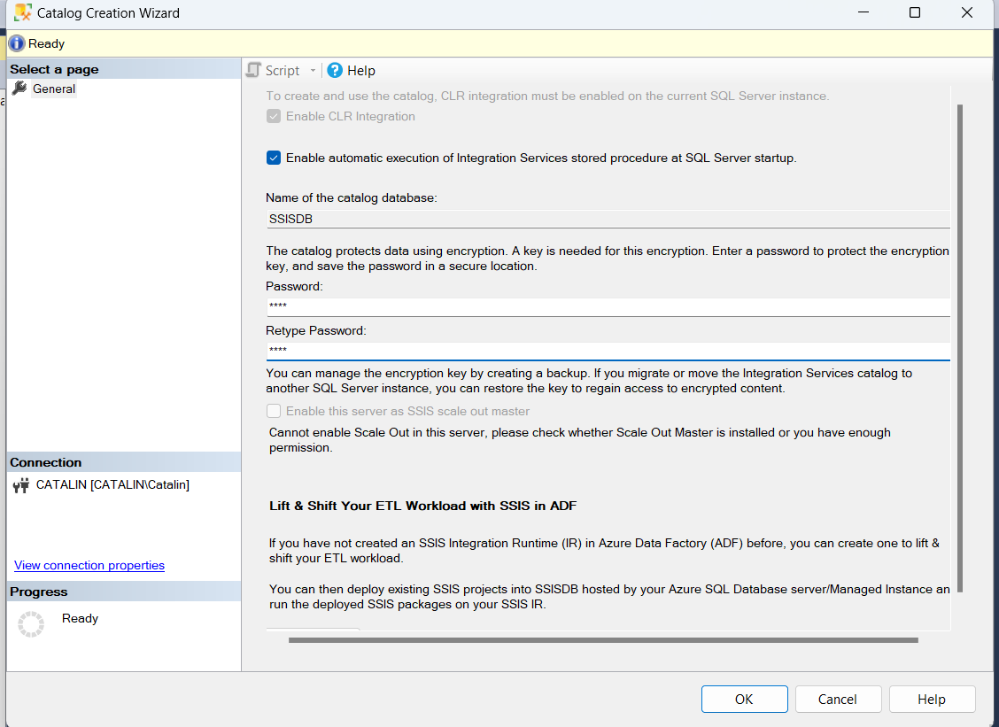 Catalog Creation Wizard
Ready
Select a page
General
Script
Help
To create and use the catalog, CLR integration must be enabled on the current SQL Server instance.
Enable CLR Integration
Enable automatic execution of Integration Services stored procedure at SQL Server startup.
Name of the catalog database:
SSISDB
The catalog protects data using encryption. A key is needed for this encryption. Enter a password to protect the encryption
key, and save the password in a secure location.
Password:
****
Retype Password:
****
You can manage the encryption key by creating a backup. If you migrate or move the Integration Services catalog to
another SQL Server instance, you can restore the key to regain access to encrypted content.
Enable this server as SSIS scale out master
Cannot enable Scale Out in this server, please check whether Scale Out Master is installed or you have enough
permission.
Lift & Shift Your ETL Workload with SSIS in ADF
If you have not created an SSIS Integration Runtime (IR) in Azure Data Factory (ADF) before, you can create one to lift &
shift your ETL workload.
You can then deploy existing SSIS projects into SSISDB hosted by your Azure SQL Database server/Managed Instance an
run the deployed SSIS packages on your SSIS IR.
Connection
CATALIN [CATALIN\Catalin]
View connection properties
Progress
Ready
OK
Cancel
Help